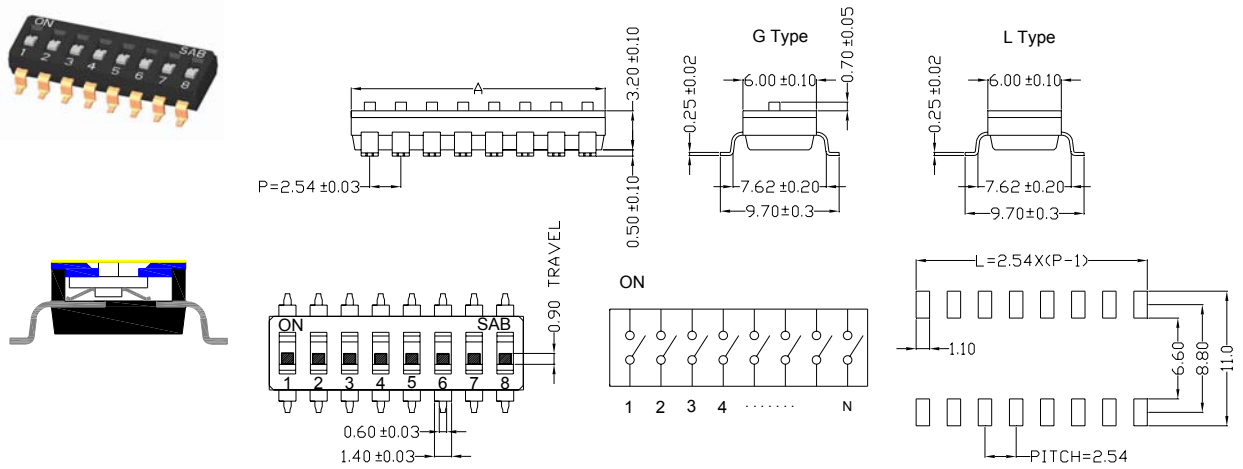 ON
SAB
1 2 3 4 5 6 7 8
A
3.20 ±0.10
P=2.54 ±0.03
0.50 ±0.10
G Type
6.00 ±0.10
0.70 ±0.05
0.25 ±0.02
7.62 ±0.20
9.70 ±0.3
L Type
6.00 ±0.10
0.25 ±0.02
7.62 ±0.20
9.70 ±0.3
0.90 TRAVEL
ON SAB
1 2 3 4 5 6 7 8
0.60 ±0.03
1.40 ±0.03
ON
1 2 3 4 ······· N
L=2.54X(P-1)
1.10
6.60
8.80
11.0
PITCH=2.54